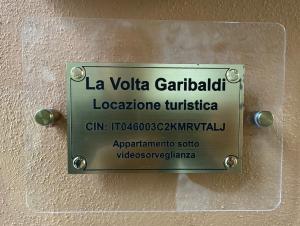 La Volta Garibaldi
Locazione turistica
CIN: IT046003C2KMRVTALJ
Appartamento sotto
videosorveglianza